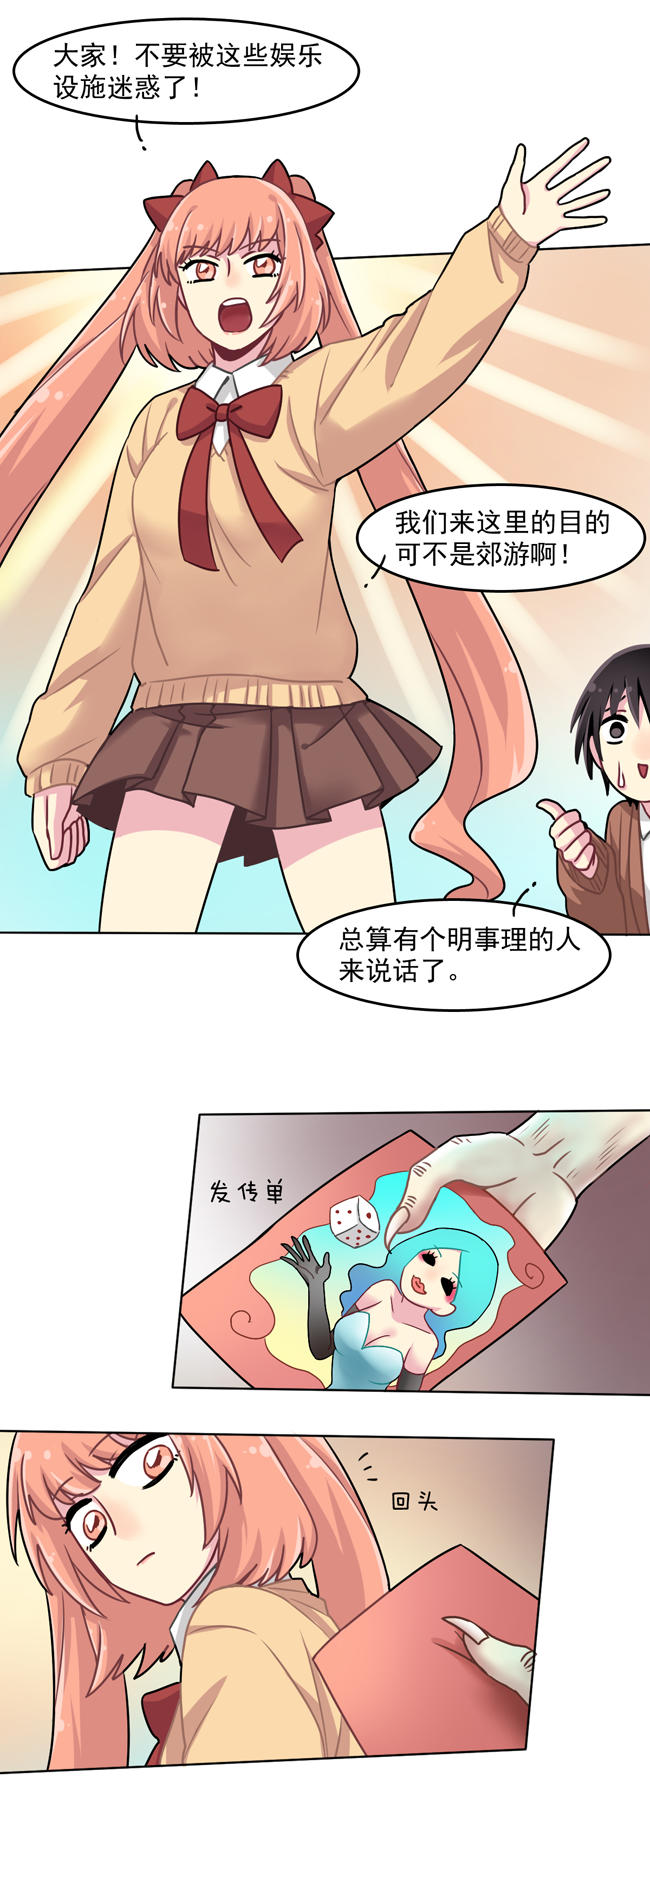 大家！不要被这些娱乐
设施迷惑了！
我们来这里的目的
可不是郊游啊！
总算有个明事理的人
来说话了。
发传单
回头